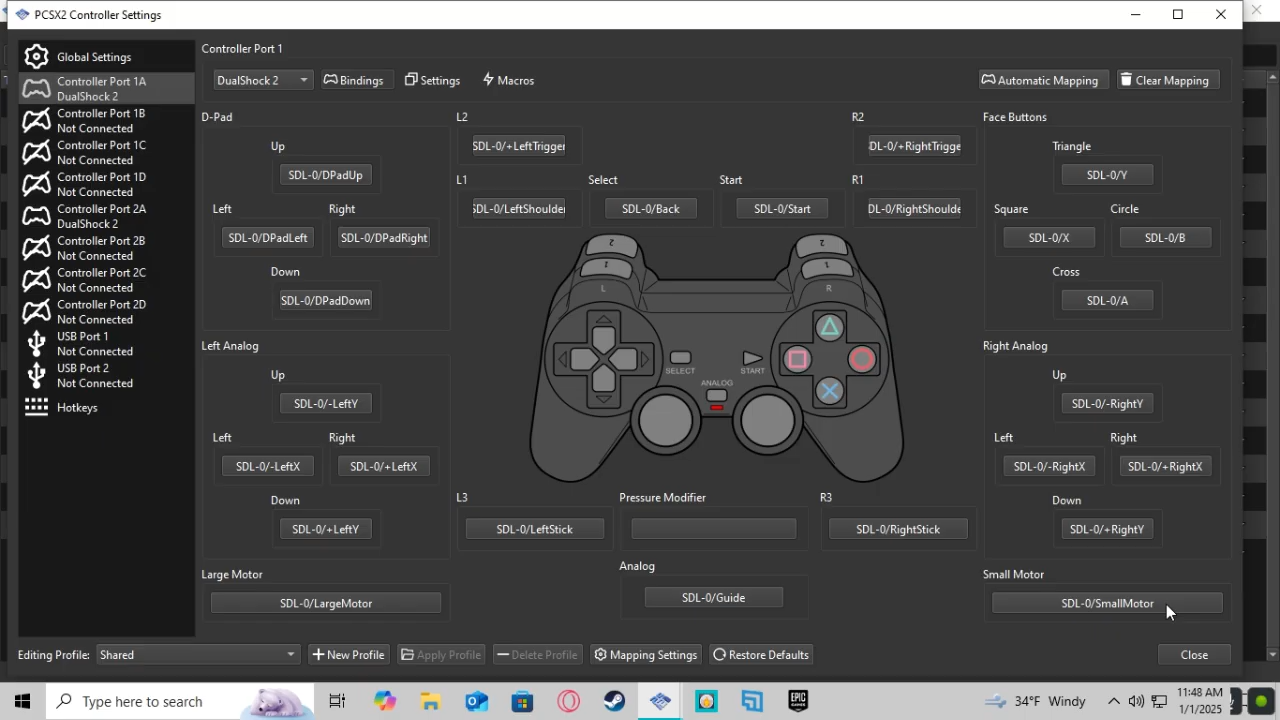 PCSX2 Controller Settings
Global Settings
Controller Port 1A
DualShock 2
Controller Port 1B
Not Connected
Controller Port 1C
Not Connected
Controller Port 1D
Not Connected
Controller Port 2A
DualShock 2
Controller Port 2B
Not Connected
Controller Port 2C
Not Connected
Controller Port 2D
Not Connected
USB Port 1
Not Connected
USB Port 2
Not Connected
Hotkeys
Controller Port 1
DualShock 2
Bindings
Settings
Macros
Automatic Mapping
Clear Mapping
D-Pad
Up
SDL-0/DPadUp
Left
Right
SDL-0/DPadLeft
SDL-0/DPadRight
Down
SDL-0/DPadDown
L2
SDL-0/+LeftTrigger
R2
DL-0/+RightTrigge
L1
SDL-0/LeftShoulder
Select
SDL-0/Back
Start
SDL-0/Start
R1
DL-0/RightShoulde
Face Buttons
Triangle
SDL-0/Y
Square
Circle
SDL-0/X
SDL-0/B
Cross
SDL-0/A
2
1
L
2
1
R
SELECT
START
ANALOG
Left Analog
Up
SDL-0/-LeftY
Left
Right
SDL-0/-LeftX
SDL-0/+LeftX
Down
SDL-0/+LeftY
Right Analog
Up
SDL-0/-RightY
Left
Right
SDL-0/-RightX
SDL-0/+RightX
Down
SDL-0/+RightY
L3
SDL-0/LeftStick
Pressure Modifier
R3
SDL-0/RightStick
Large Motor
SDL-0/LargeMotor
Analog
SDL-0/Guide
Small Motor
SDL-0/SmallMotor
Editing Profile:
Shared
New Profile
Apply Profile
Delete Profile
Mapping Settings
Restore Defaults
Close
Type here to search
34°F Windy
11:48 AM
1/1/2025
EPIC
GAMES